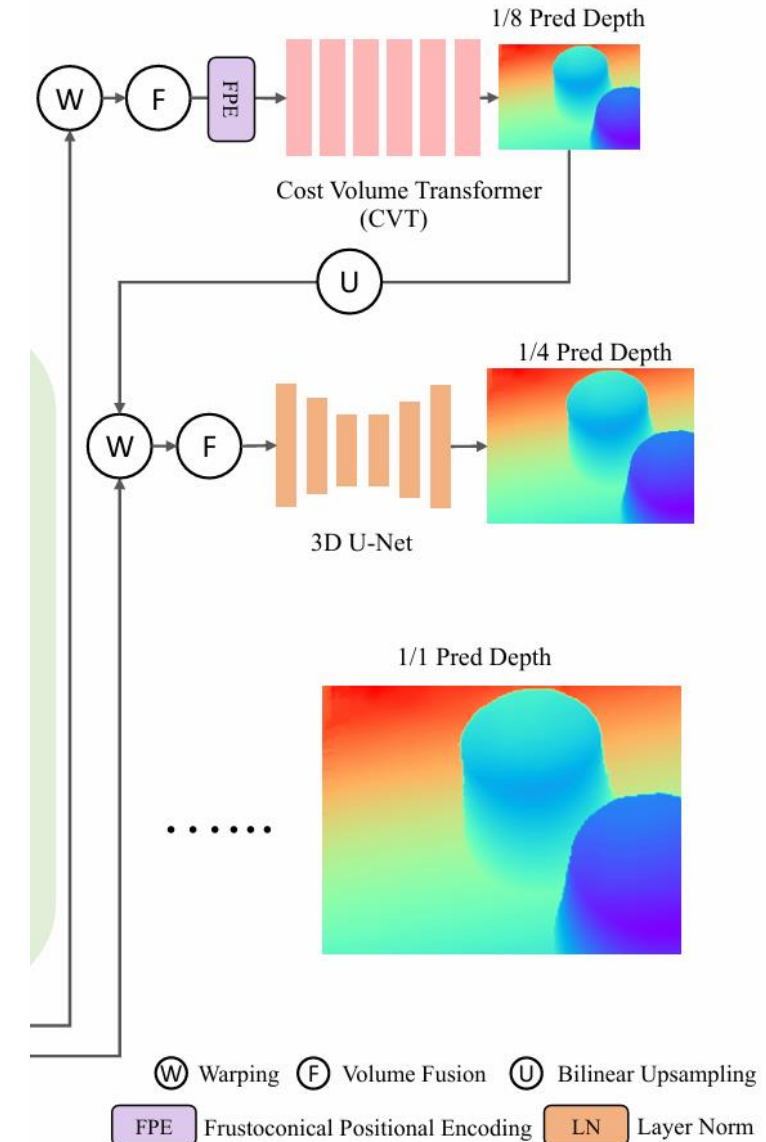 1/8 Pred Depth
W
F
FPE
Cost Volume Transformer
(CVT)
U
1/4 Pred Depth
W
F
3D U-Net
1/1 Pred Depth
......
W Warping F Volume Fusion U Bilinear Upsampling
FPE Frustoconical Positional Encoding LN Layer Norm